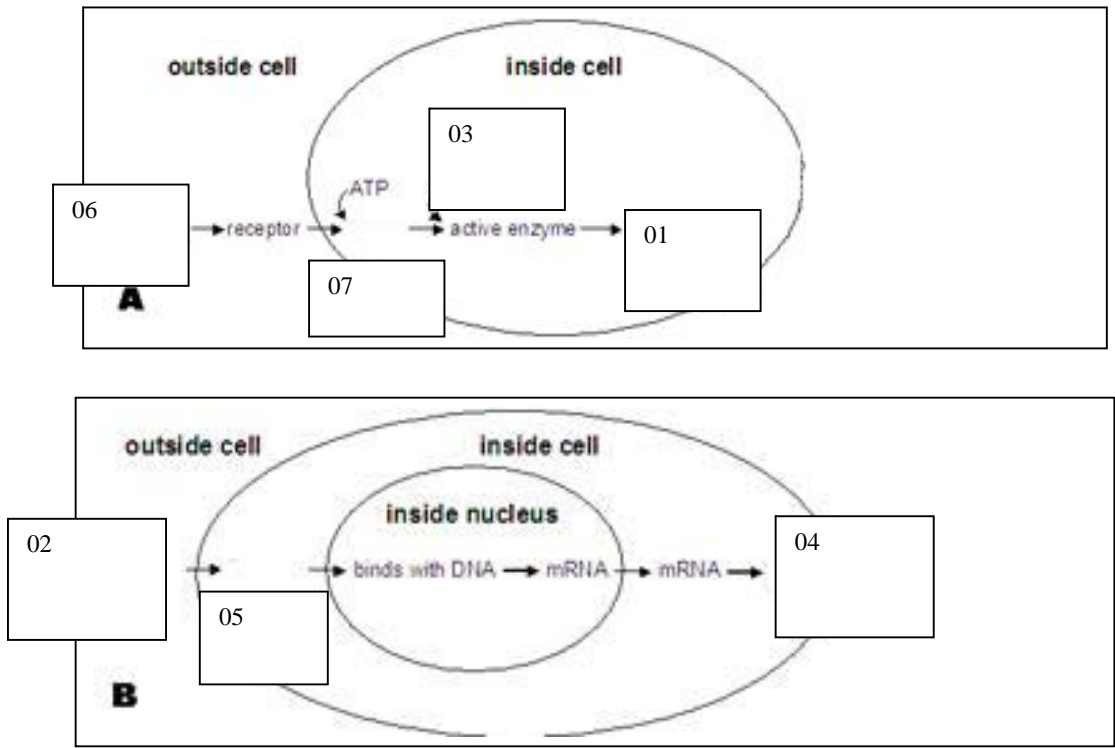 outside cell
inside cell
03
ATP
06
receptor
active enzyme
01
07
A
outside cell
inside cell
inside nucleus
02
04
binds with DNA
mRNA
mRNA
05
B